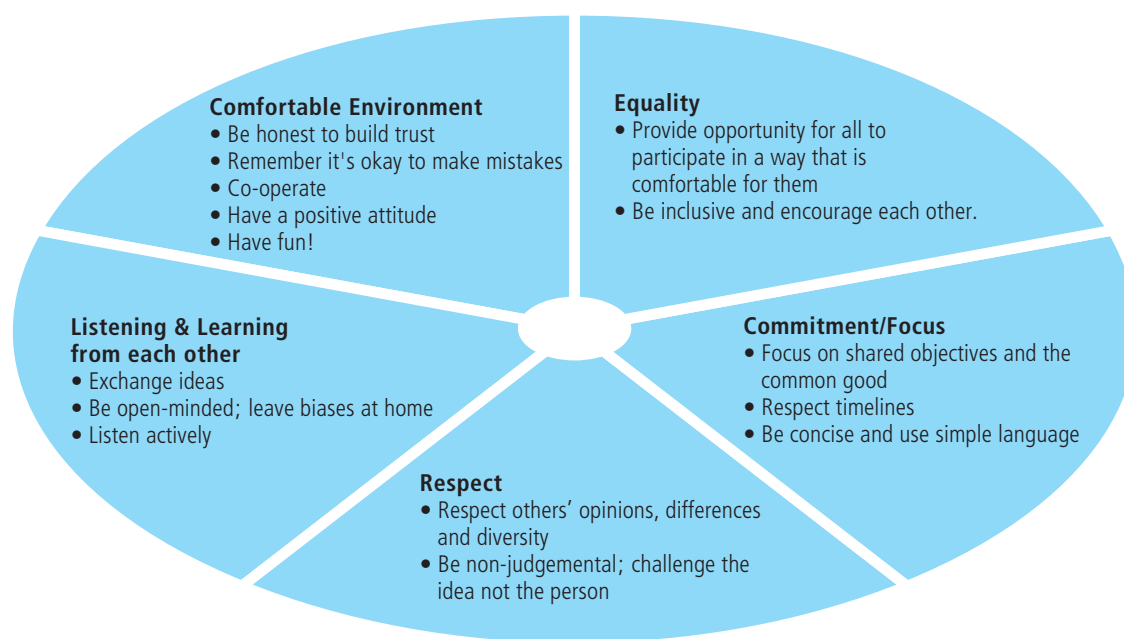 Comfortable Environment
• Be honest to build trust
• Remember it's okay to make mistakes
• Co-operate
• Have a positive attitude
• Have fun!
Equality
• Provide opportunity for all to
participate in a way that is
comfortable for them
• Be inclusive and encourage each other.
Listening & Learning
from each other
• Exchange ideas
• Be open-minded; leave biases at home
• Listen actively
Commitment/Focus
• Focus on shared objectives and the
common good
• Respect timelines
• Be concise and use simple language
Respect
• Respect others’ opinions, differences
and diversity
• Be non-judgemental; challenge the
idea not the person